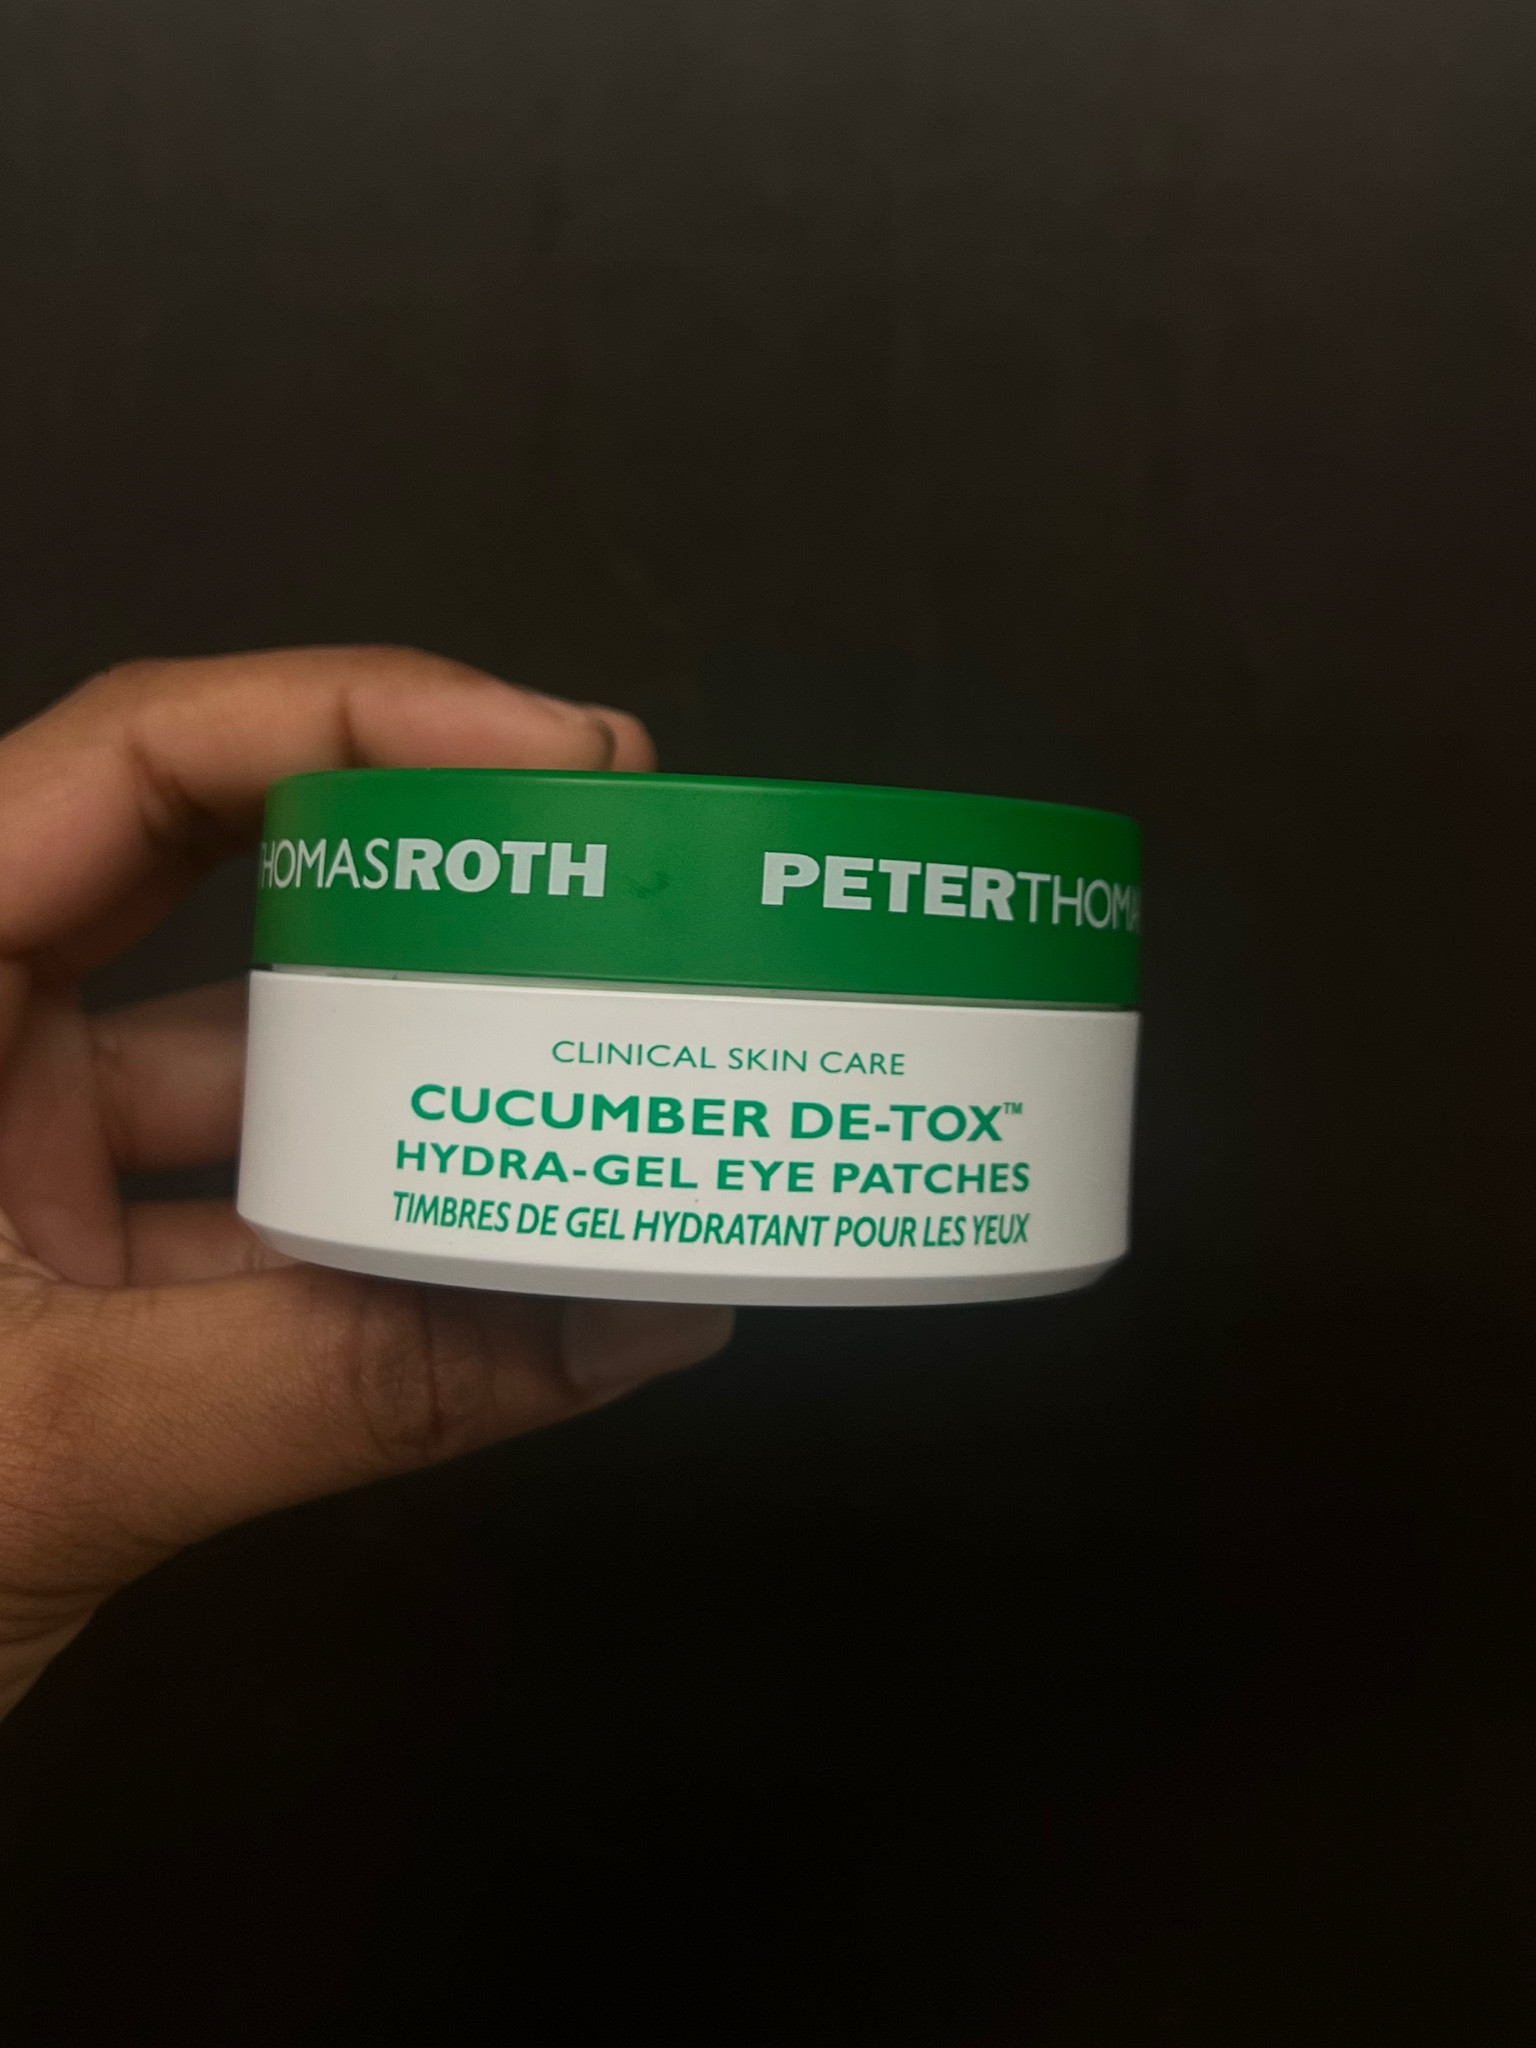 THOMASROTH PETERTHOMA
CLINICAL SKIN CARE
CUCUMBER DE-TOX™
HYDRA-GEL EYE PATCHES
TIMBRES DE GEL HYDRATANT POUR LES YEUX